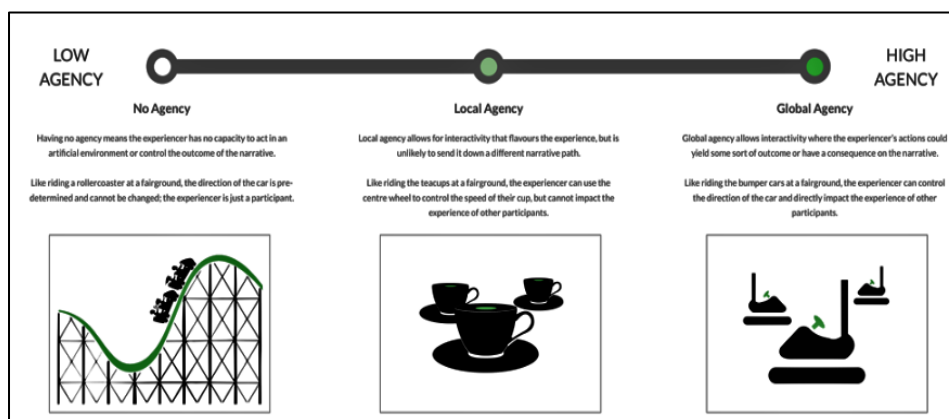 LOW
AGENCY
HIGH
AGENCY
No Agency
Having no agency means the experiencer has no capacity to act in an
artificial environment or control the outcome of the narrative.
Like riding a rollercoaster at a fairground, the direction of the car is pre-
determined and cannot be changed; the experiencer is just a participant.
Local Agency
Local agency allows for interactivity that flavours the experience, but is
unlikely to send it down a different narrative path.
Like riding the teacups at a fairground, the experiencer can use the
centre wheel to control the speed of their cup, but cannot impact the
experience of other participants.
Global Agency
Global agency allows interactivity where the experiencer's actions could
yield some sort of outcome or have a consequence on the narrative.
Like riding the bumper cars at a fairground, the experiencer can control
the direction of the car and directly impact the experience of other
participants.